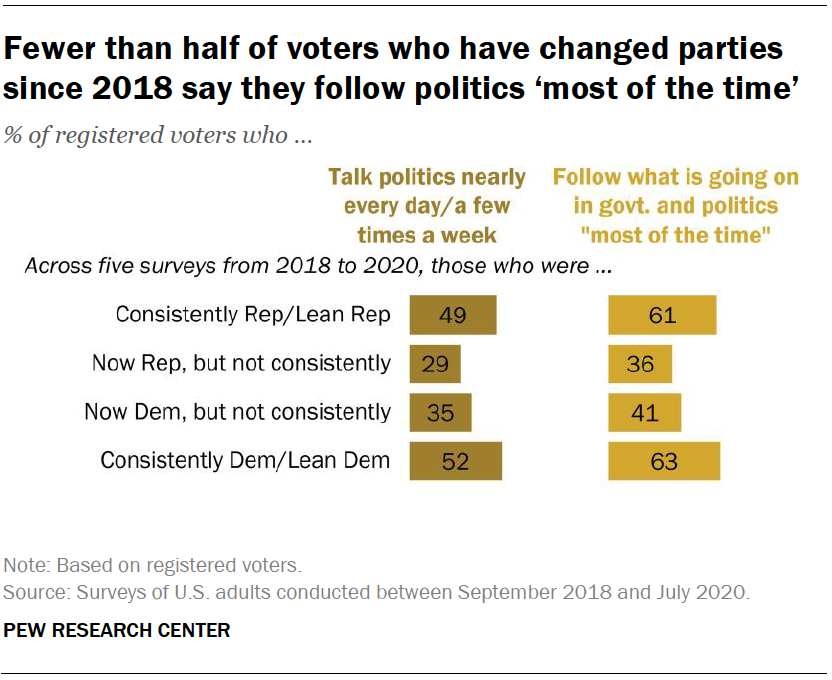 Fewer than half of voters who have changed parties
since 2018 say they follow politics ‘most of the time’
% of registered voters who ...
Talk politics nearly
every day/a few
times a week
Follow what is going on
in govt. and politics
"most of the time"
Across five surveys from 2018 to 2020, those who were ...
Consistently Rep/Lean Rep 49 61
Now Rep, but not consistently 29 36
Now Dem, but not consistently 35 41
Consistently Dem/Lean Dem 52 63
Note: Based on registered voters.
Source: Surveys of U.S. adults conducted between September 2018 and July 2020.
PEW RESEARCH CENTER